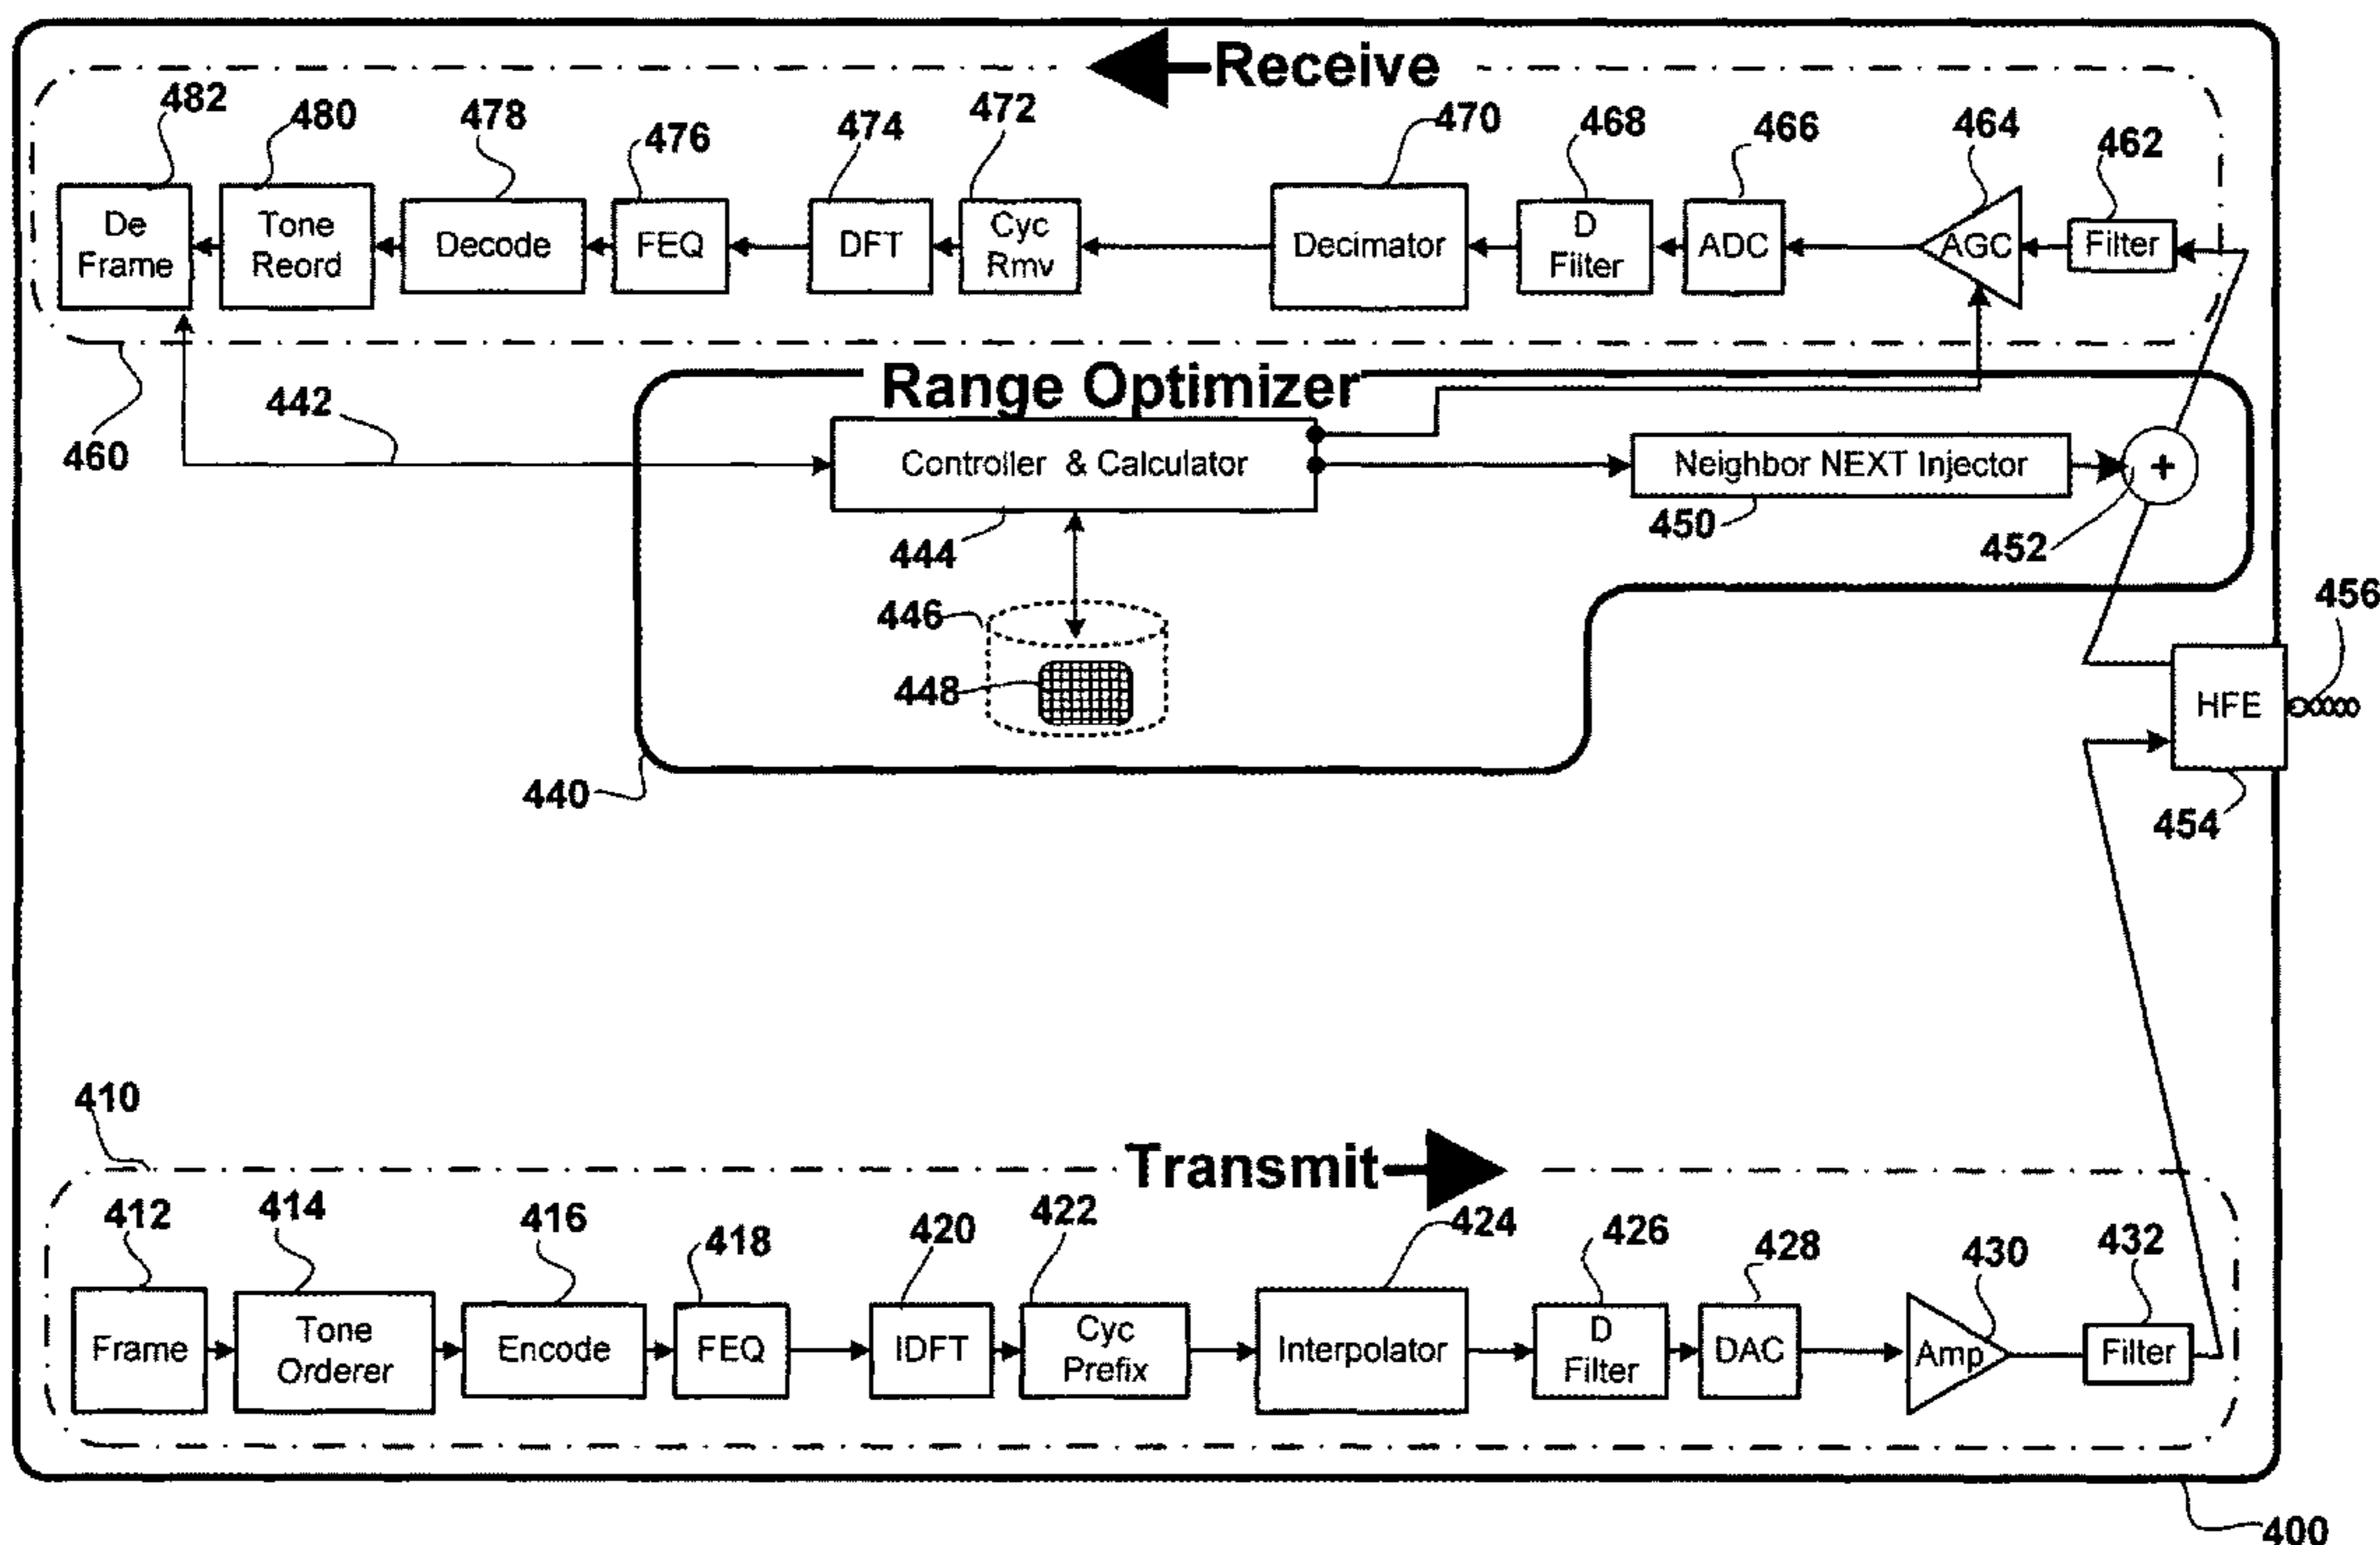 Receive
482
480
478
476
474
472
470
468
466
464
462
De
Frame
Tone
Reord
Decode
FEQ
DFT
Cyc
Rmv
Decimator
D
Filter
ADC
AGC
Filter
460
442
Range Optimizer
Controller & Calculator
444
Neighbor NEXT Injector
450
+
452
446
448
440
456
HFE
454
410
Transmit
412
414
416
418
420
422
424
426
428
430
432
Frame
Tone
Orderer
Encode
FEQ
IDFT
Cyc
Prefix
Interpolator
D
Filter
DAC
Amp
Filter
400